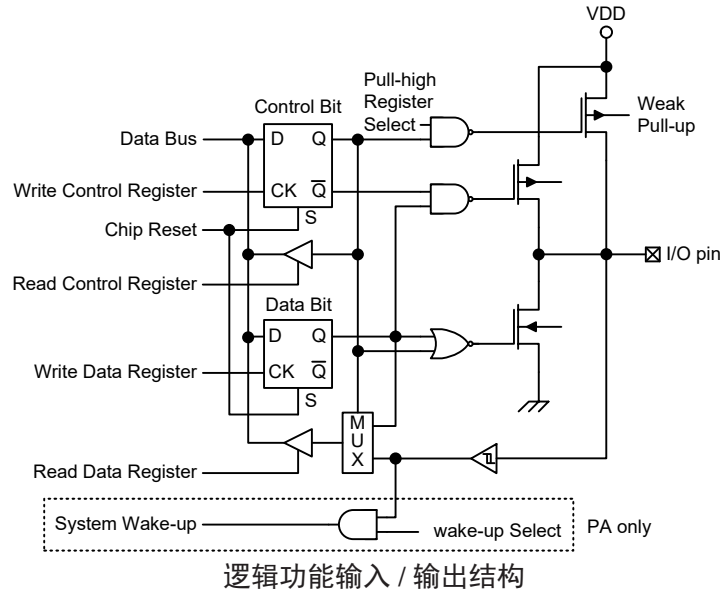 VDD
Pull-high
Register
Select
Control Bit
Weak
Pull-up
Data Bus
D
Q
Write Control Register
CK
Q
S
Chip Reset
I/O pin
Read Control Register
Data Bit
D
Q
Write Data Register
CK
Q
S
M
U
X
Read Data Register
System Wake-up
wake-up Select
PA only
逻辑功能输入 / 输出结构